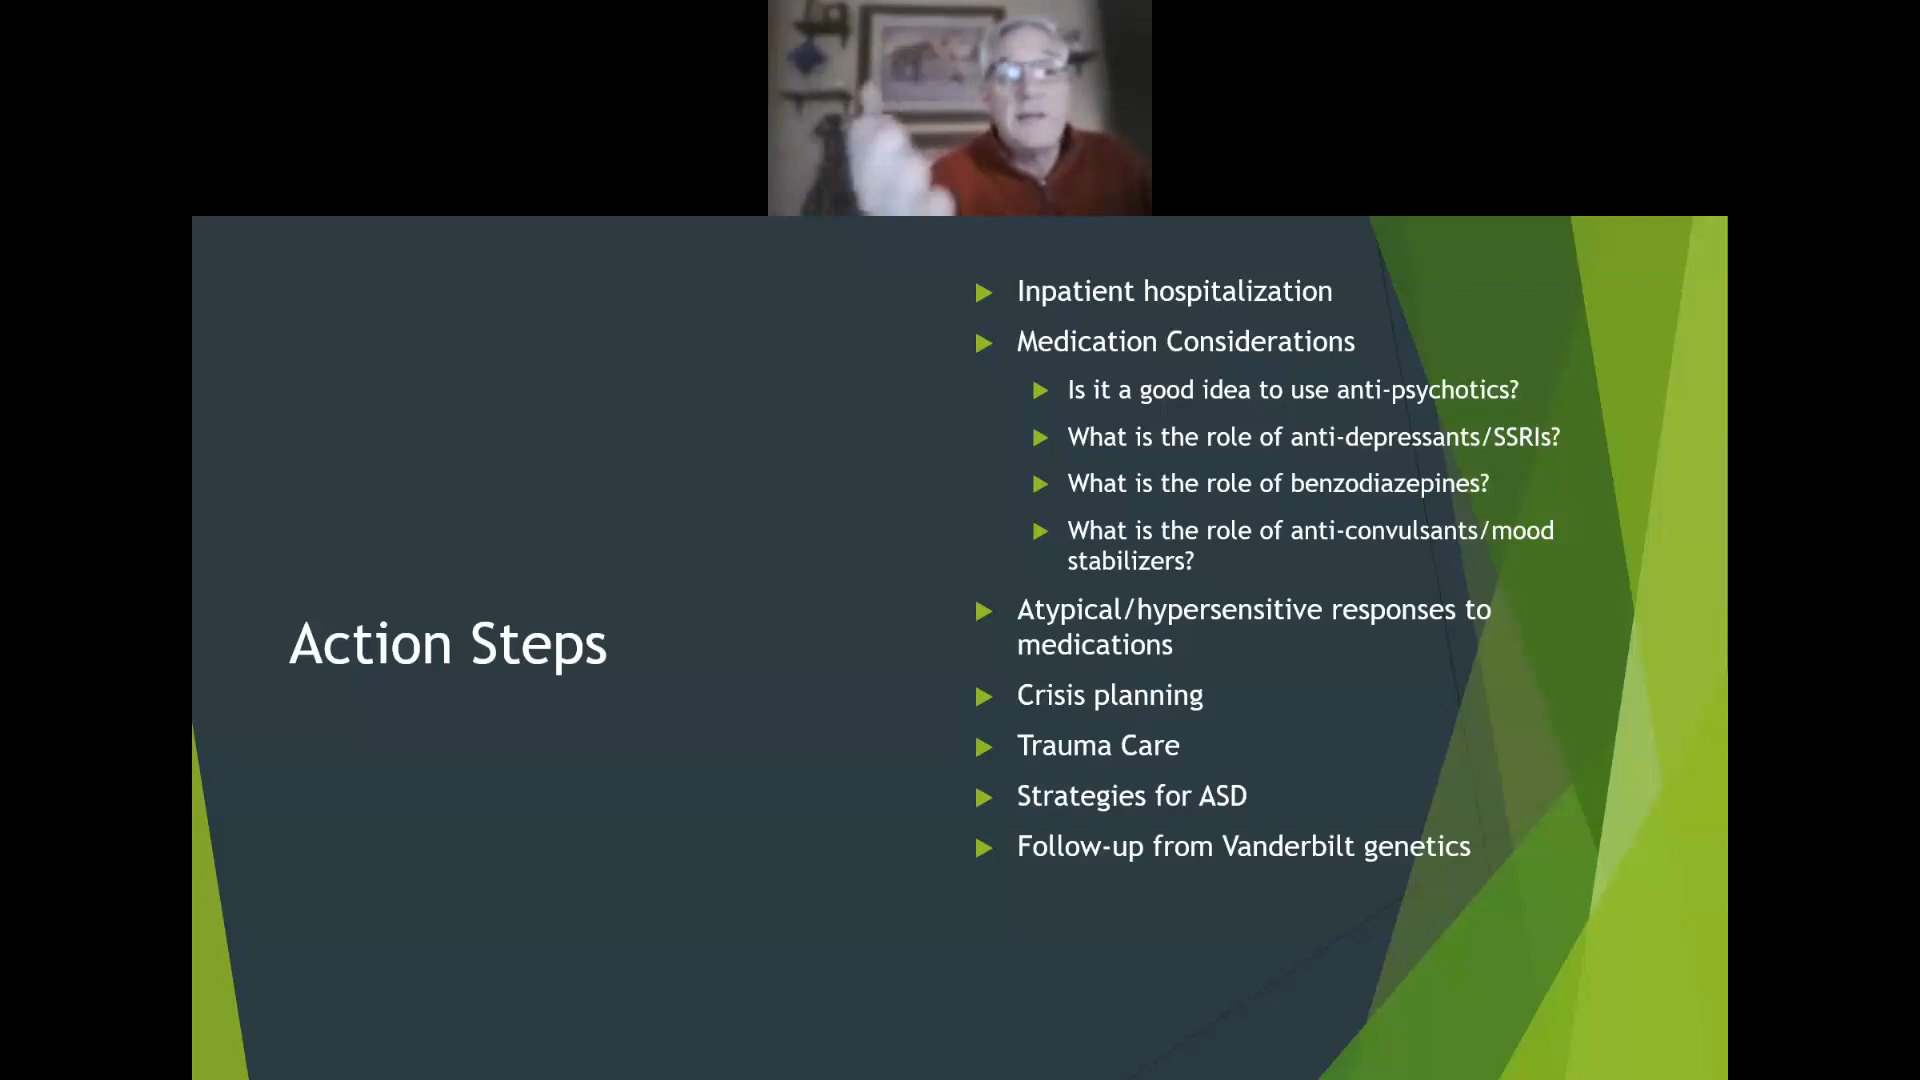 Action Steps
Inpatient hospitalization
Medication Considerations
Is it a good idea to use anti-psychotics?
What is the role of anti-depressants/SSRIs?
What is the role of benzodiazepines?
What is the role of anti-convulsants/mood
stabilizers?
Atypical/hypersensitive responses to
medications
Crisis planning
Trauma Care
Strategies for ASD
Follow-up from Vanderbilt genetics